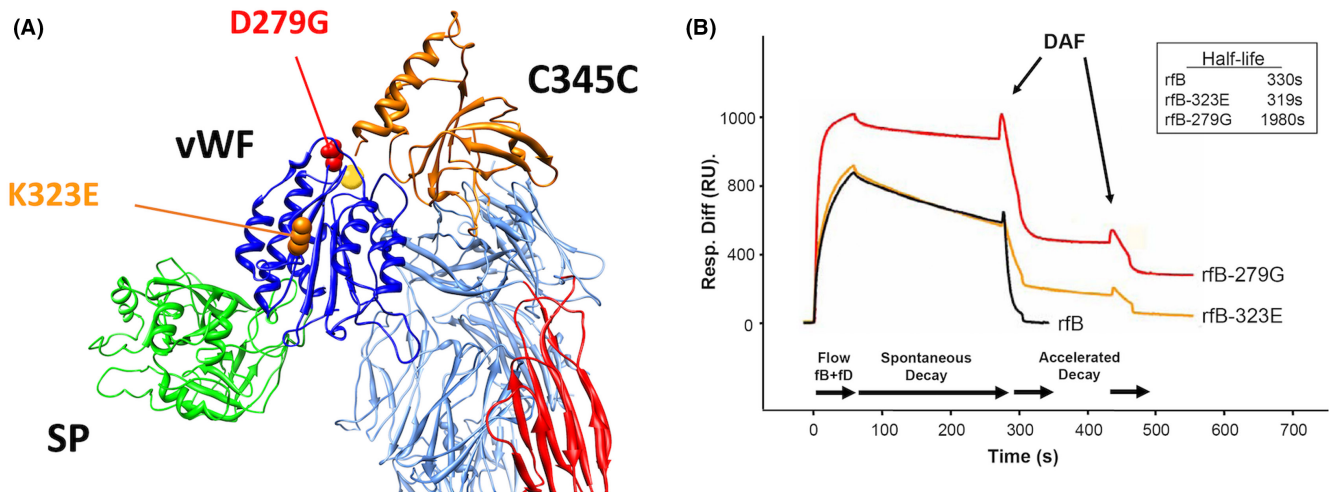 (A)
D279G
C345C
vWF
K323E
SP
(B)
DAF
Half-life
rfB 330s
rfB-323E 319s
rfB-279G 1980s
Resp. Diff (RU).
1000
800
400
200
0
rfB-279G
rfB-323E
rfB
Flow
fB+fD
Spontaneous
Decay
Accelerated
Decay
0 100 200 300 400 500 600 700
Time (s)